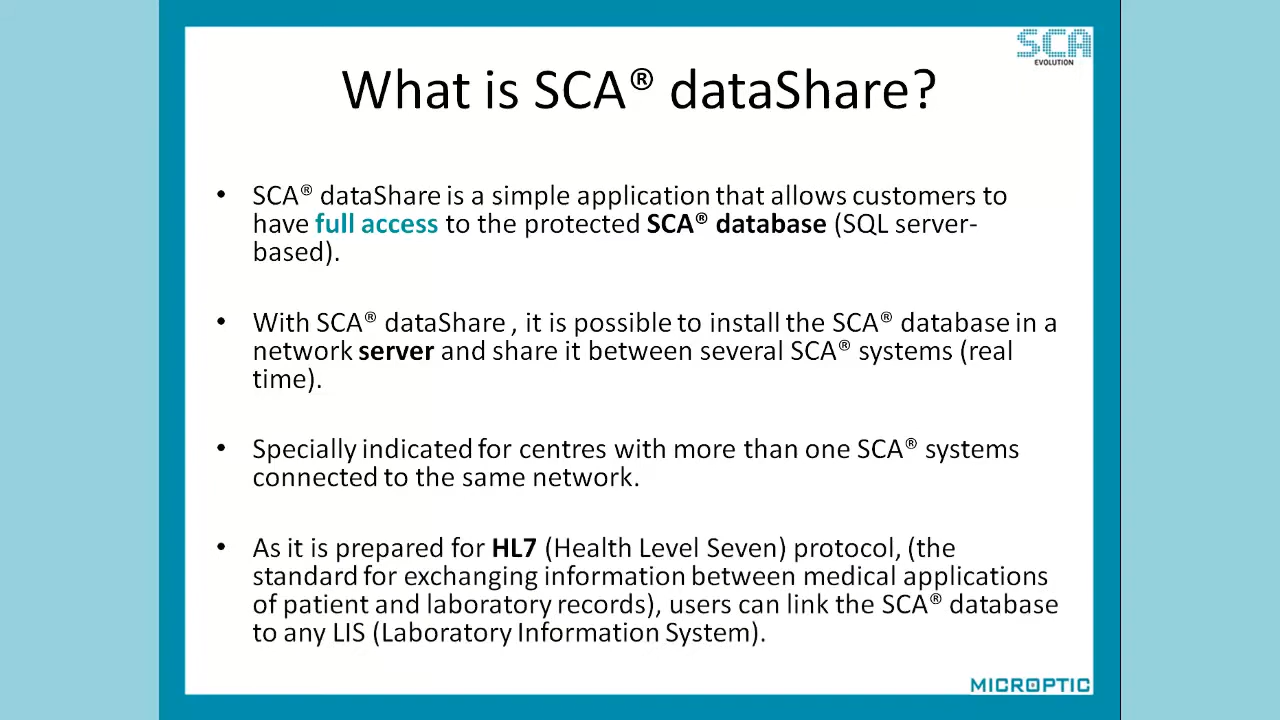 SCA
EVOLUTION
What is SCA® dataShare?
• SCA® dataShare is a simple application that allows customers to
have full access to the protected SCA® database (SQL server-
based).
• With SCA® dataShare , it is possible to install the SCA® database in a
network server and share it between several SCA® systems (real
time).
• Specially indicated for centres with more than one SCA® systems
connected to the same network.
• As it is prepared for HL7 (Health Level Seven) protocol, (the
standard for exchanging information between medical applications
of patient and laboratory records), users can link the SCA® database
to any LIS (Laboratory Information System).
MICROPTIC